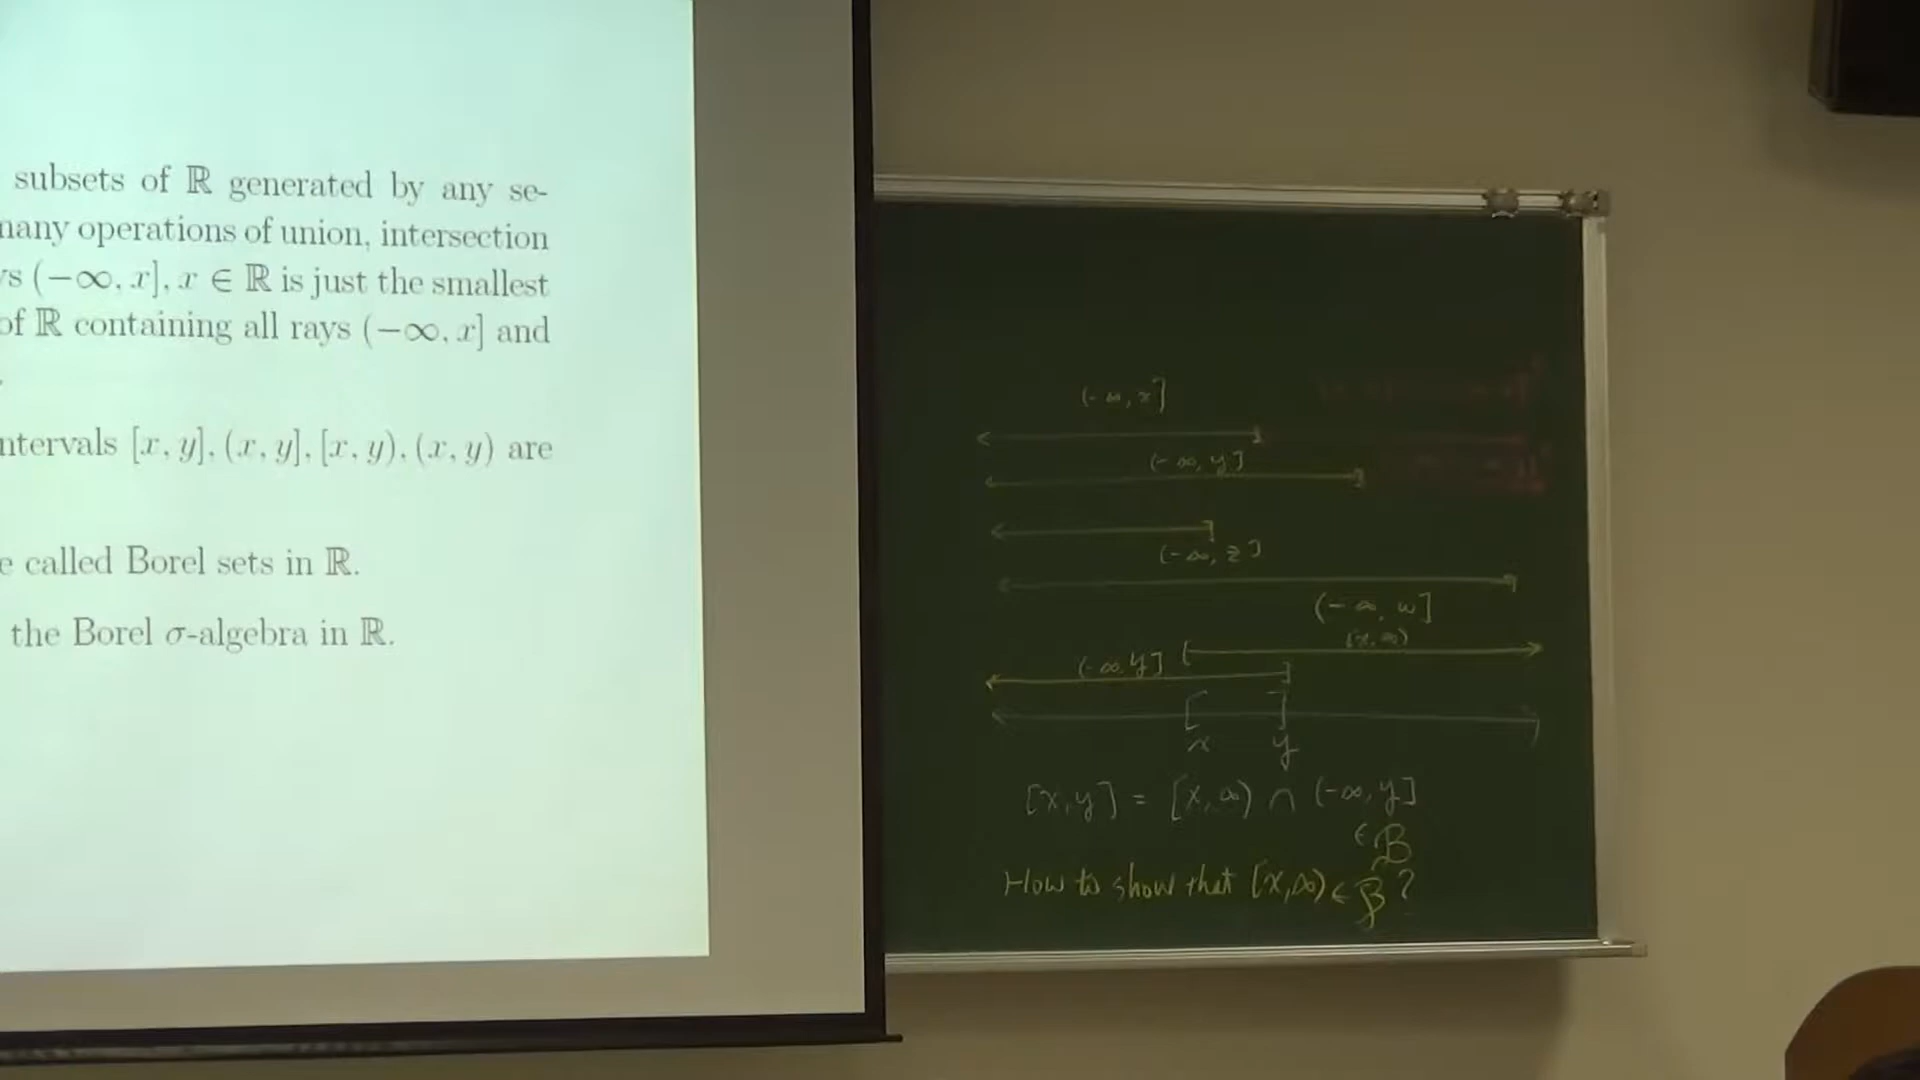 subsets of ℝ generated by any se-
many operations of union, intersection
(−∞, x], x ∈ ℝ is just the smallest
of ℝ containing all rays (−∞, x] and
intervals [x, y], (x, y], [x, y), (x, y) are
called Borel sets in ℝ.
the Borel σ-algebra in ℝ.
(-∞, x]
(-∞, y]
(-∞, z]
(-∞, w]
(x, ∞)
(-∞, y]
[ ]
x y
[x, y] = [x, ∞) ∩ (-∞, y]
∈ B
How to show that [x, ∞) ∈ B ?